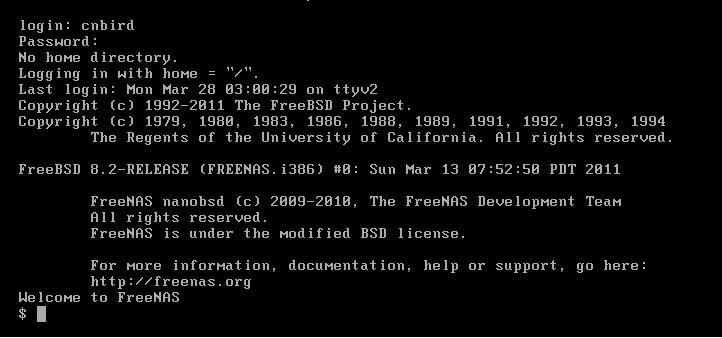 login: cnbird
Password:
No home directory.
Logging in with home = "/".
Last login: Mon Mar 28 03:00:29 on ttyv2
Copyright (c) 1992-2011 The FreeBSD Project.
Copyright (c) 1979, 1980, 1983, 1986, 1988, 1989, 1991, 1992, 1993, 1994
The Regents of the University of California. All rights reserved.
FreeBSD 8.2-RELEASE (FREENAS.i386) #0: Sun Mar 13 07:52:50 PDT 2011
FreeNAS nanobsd (c) 2009-2010, The FreeNAS Development Team
All rights reserved.
FreeNAS is under the modified BSD license.
For more information, documentation, help or support, go here:
http://freenas.org
Welcome to FreeNAS
$